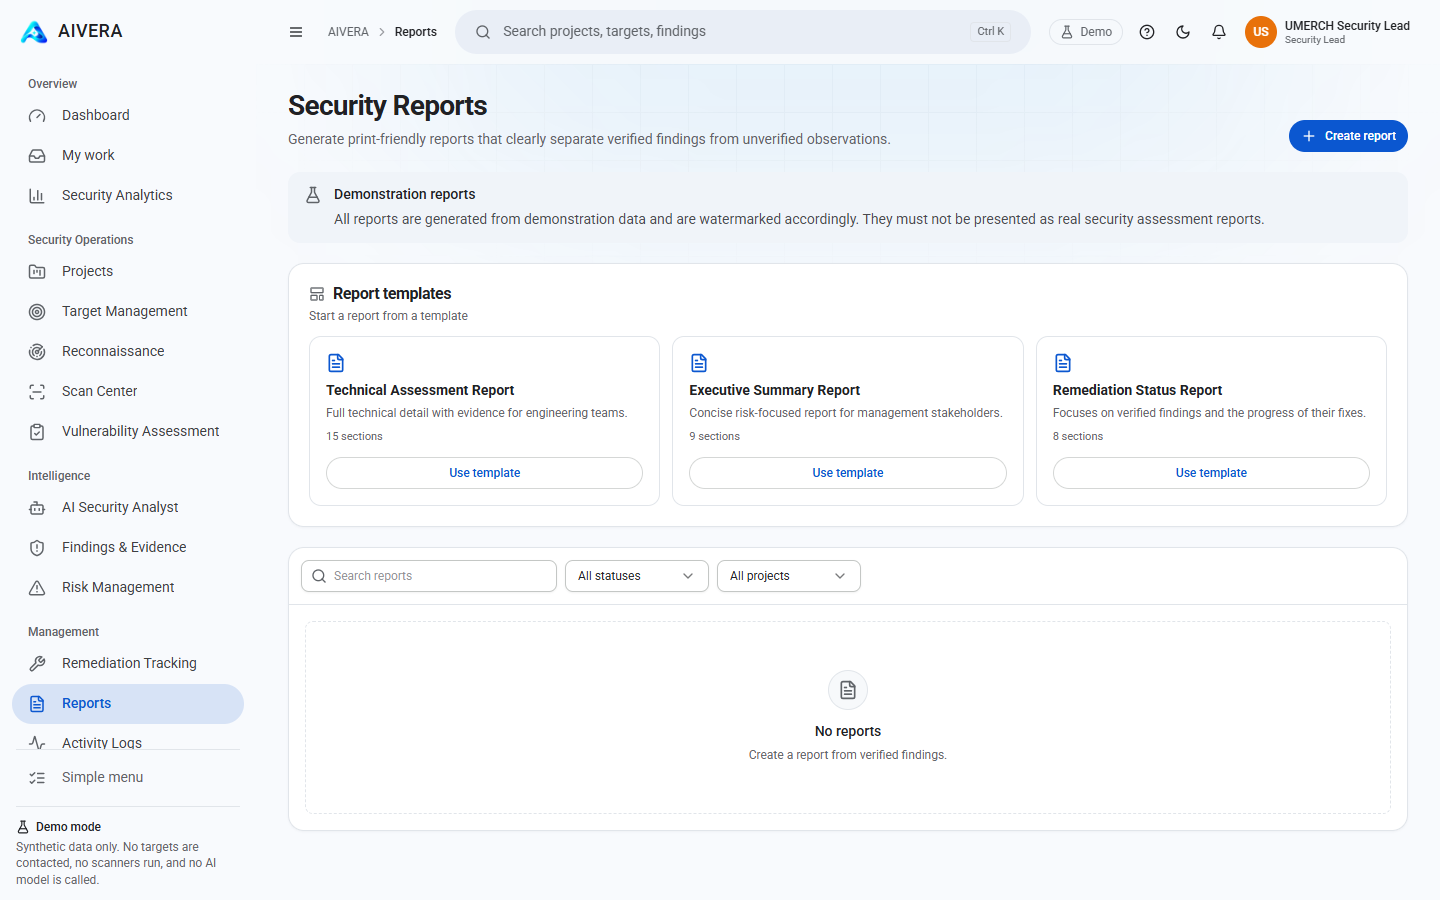 AIVERA
AIVERA > Reports
Search projects, targets, findings
Ctrl K
Demo
US
UMERCH Security Lead
Security Lead
Overview
Dashboard
My work
Security Analytics
Security Operations
Projects
Target Management
Reconnaissance
Scan Center
Vulnerability Assessment
Intelligence
AI Security Analyst
Findings & Evidence
Risk Management
Management
Remediation Tracking
Reports
Activity Logs
Simple menu
Demo mode
Synthetic data only. No targets are
contacted, no scanners run, and no AI
model is called.
Security Reports
Generate print-friendly reports that clearly separate verified findings from unverified observations.
Create report
Demonstration reports
All reports are generated from demonstration data and are watermarked accordingly. They must not be presented as real security assessment reports.
Report templates
Start a report from a template
Technical Assessment Report
Full technical detail with evidence for engineering teams.
15 sections
Use template
Executive Summary Report
Concise risk-focused report for management stakeholders.
9 sections
Use template
Remediation Status Report
Focuses on verified findings and the progress of their fixes.
8 sections
Use template
Search reports
All statuses
All projects
No reports
Create a report from verified findings.